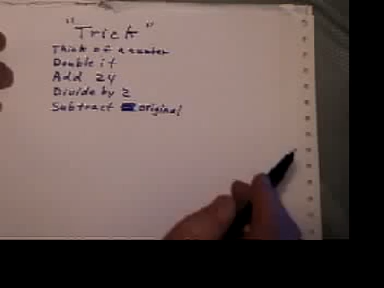 "Trick"
Think of a number
Double it
Add 24
Divide by 2
Subtract original